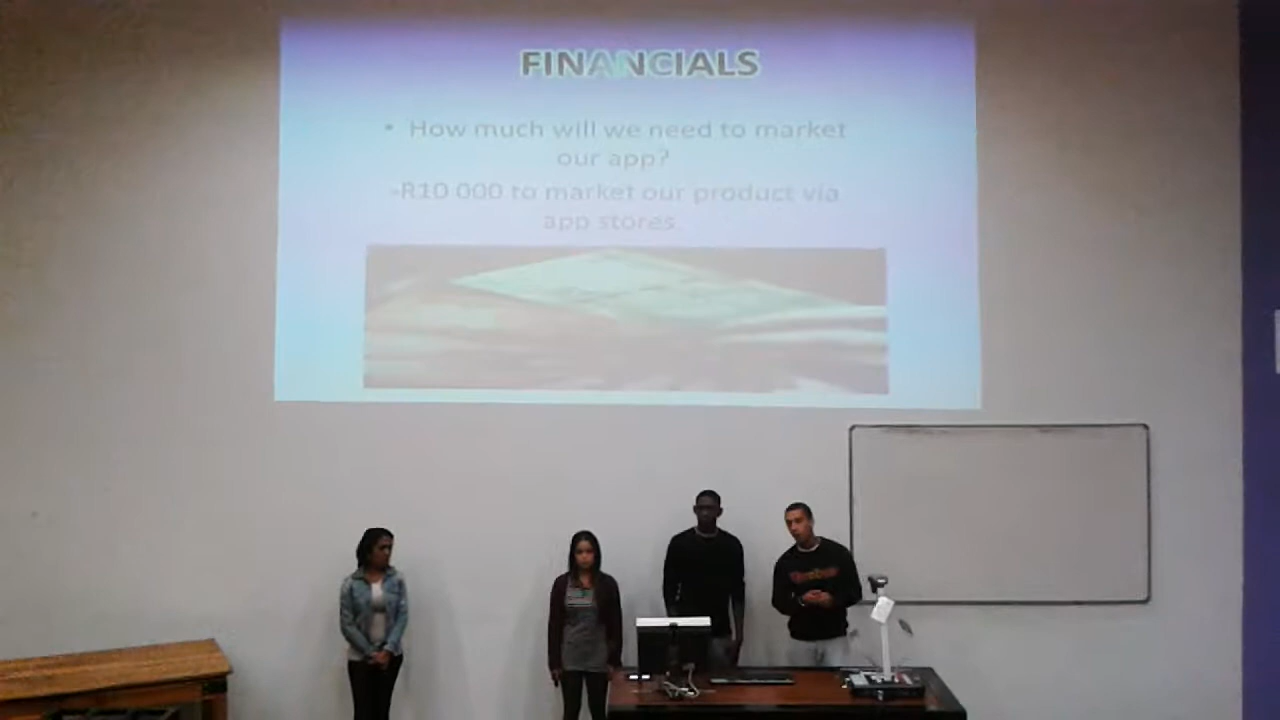 FINANCIALS
• How much will we need to market
our app?
-R10 000 to market our product via
app stores